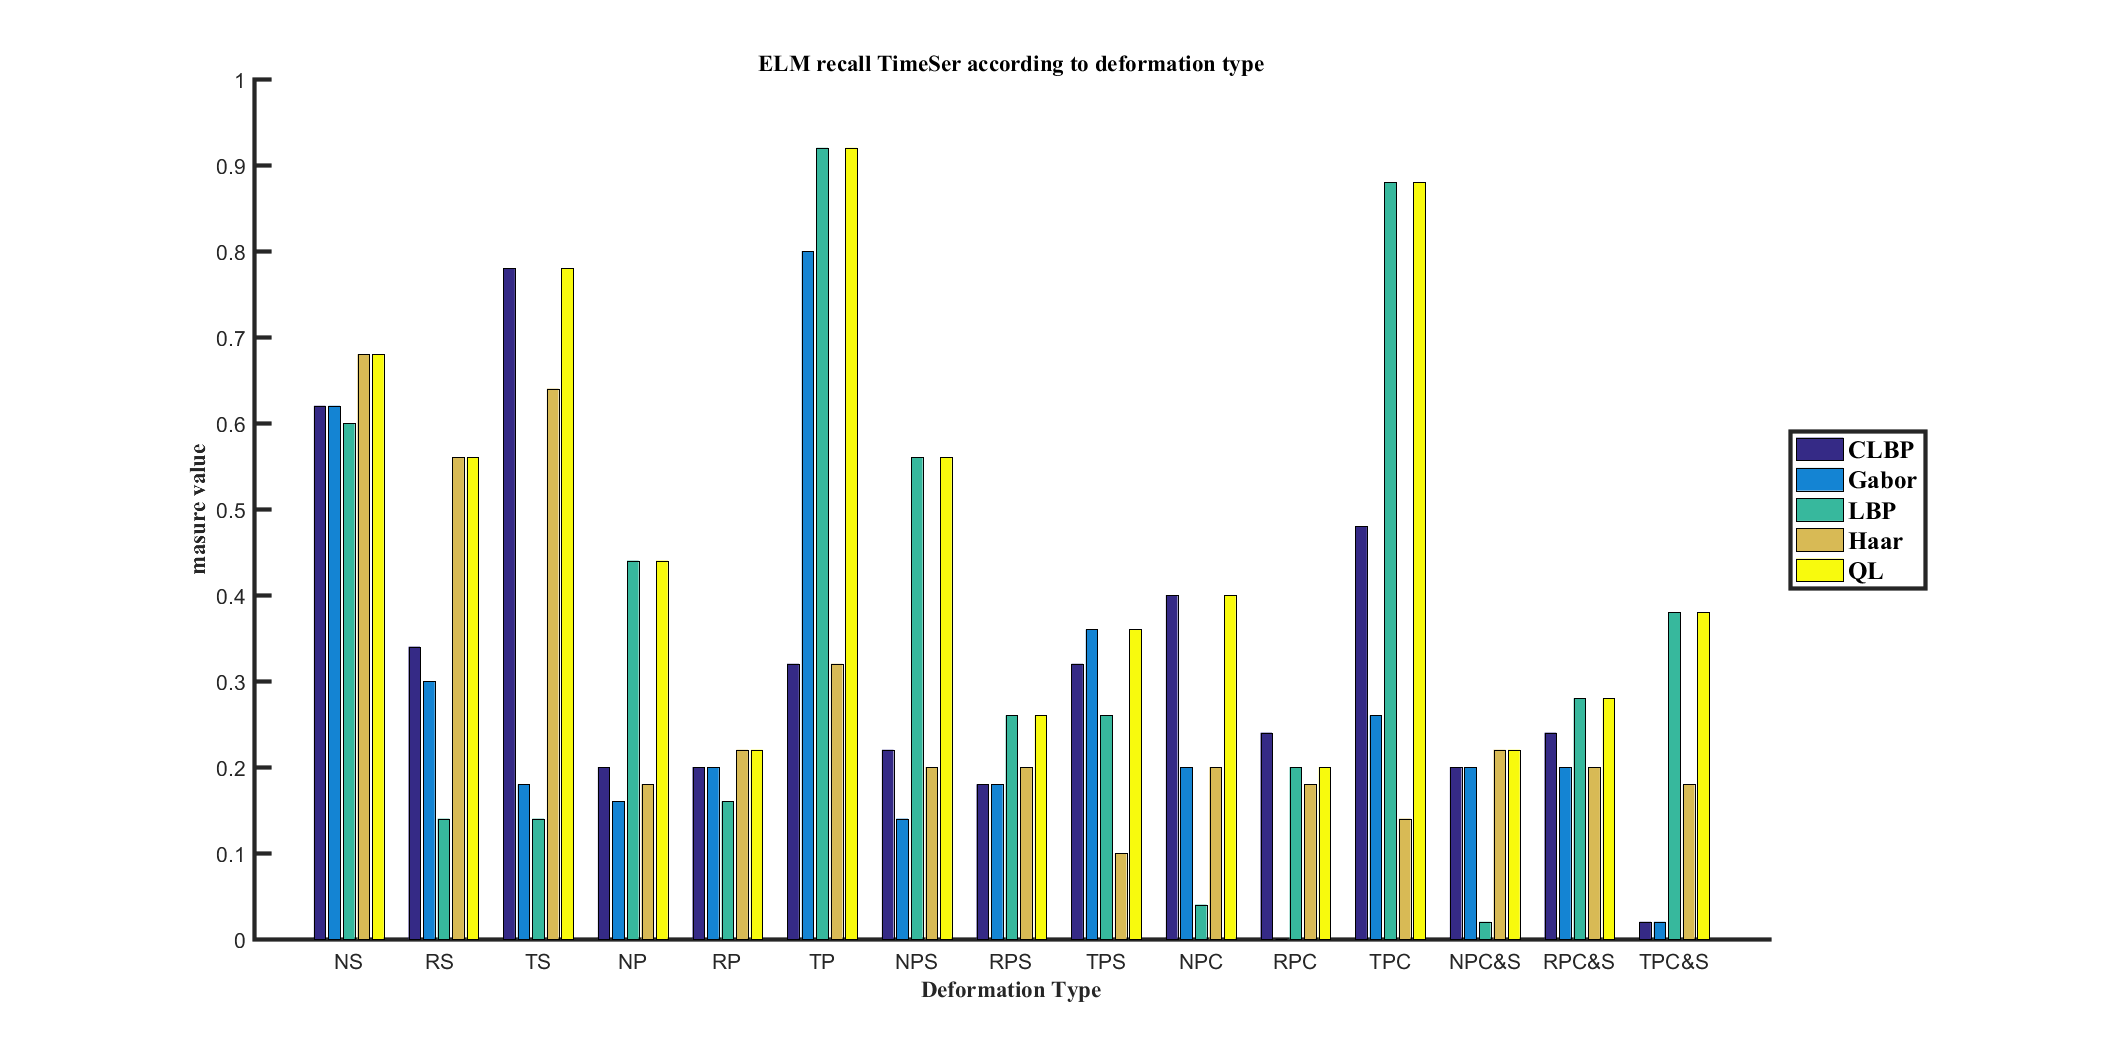 ELM recall TimeSer according to deformation type
1
0.9
0.8
0.7
0.6
0.5
0.4
0.3
0.2
0.1
0
masure value
NS RS TS NP RP TP NPS RPS TPS NPC RPC TPC NPC&S RPC&S TPC&S
Deformation Type
CLBP
Gabor
LBP
Haar
QL